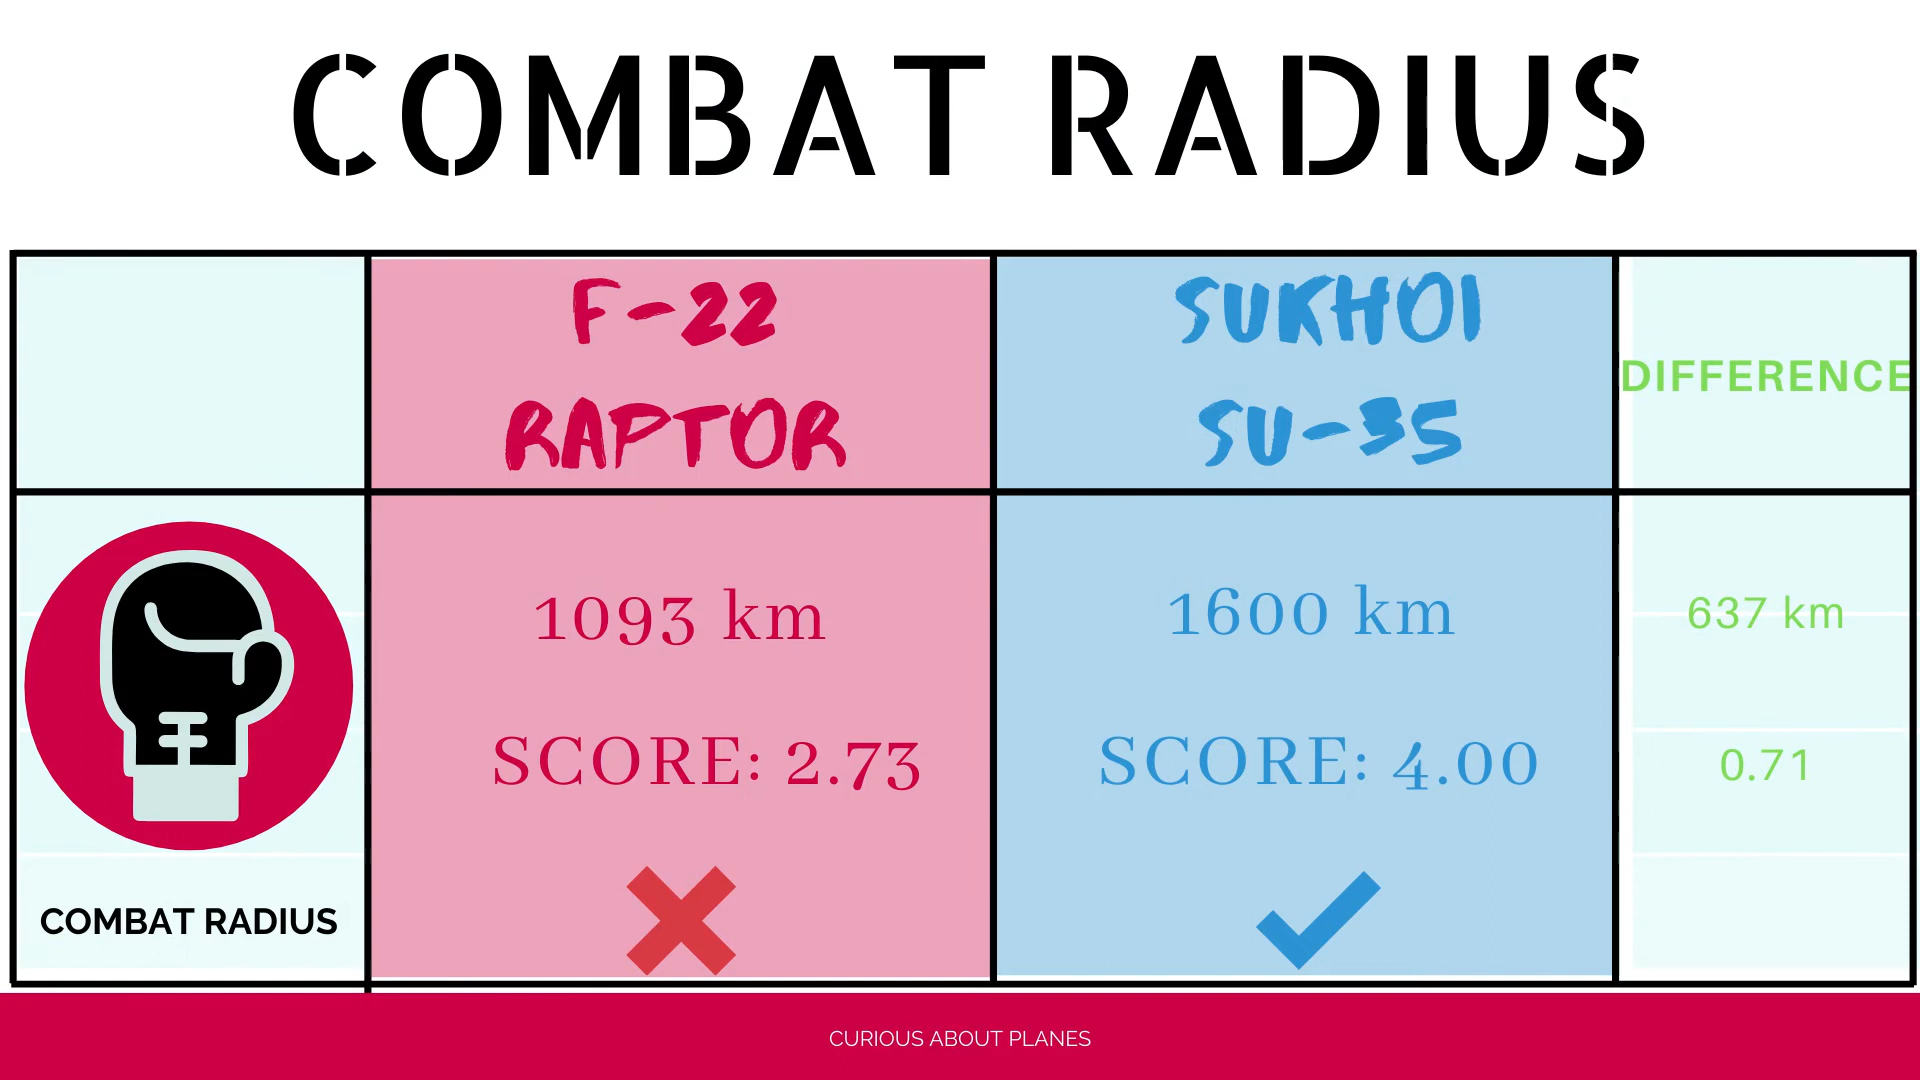 COMBAT RADIUS
F-22
RAPTOR
SUKHOI
SU-35
DIFFERENCE
1093 km
1600 km
637 km
SCORE: 2.73
SCORE: 4.00
0.71
COMBAT RADIUS
CURIOUS ABOUT PLANES